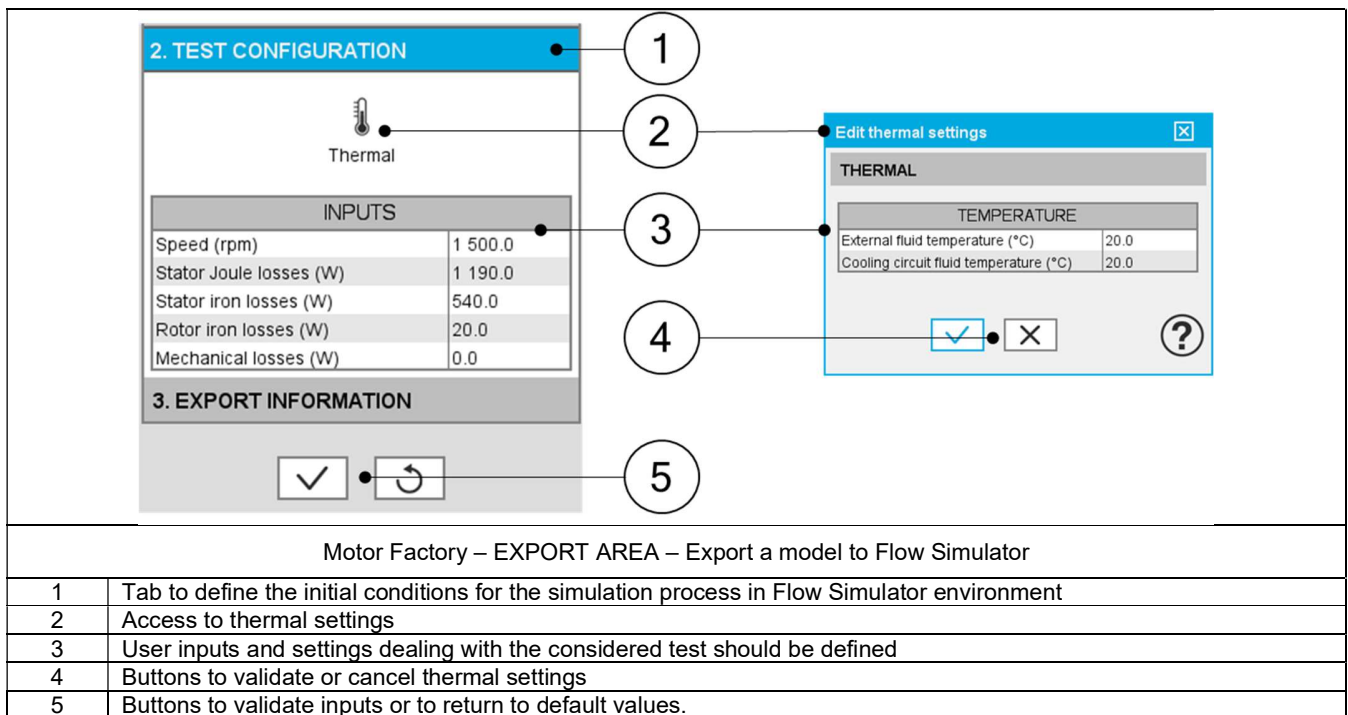 2. TEST CONFIGURATION
1
Thermal
2
Edit thermal settings
THERMAL
INPUTS
Speed (rpm) 1 500.0
Stator Joule losses (W) 1 190.0
Stator iron losses (W) 540.0
Rotor iron losses (W) 20.0
Mechanical losses (W) 0.0
3
TEMPERATURE
External fluid temperature (°C) 20.0
Cooling circuit fluid temperature (°C) 20.0
4
?
3. EXPORT INFORMATION
5
Motor Factory – EXPORT AREA – Export a model to Flow Simulator
1 Tab to define the initial conditions for the simulation process in Flow Simulator environment
2 Access to thermal settings
3 User inputs and settings dealing with the considered test should be defined
4 Buttons to validate or cancel thermal settings
5 Buttons to validate inputs or to return to default values.